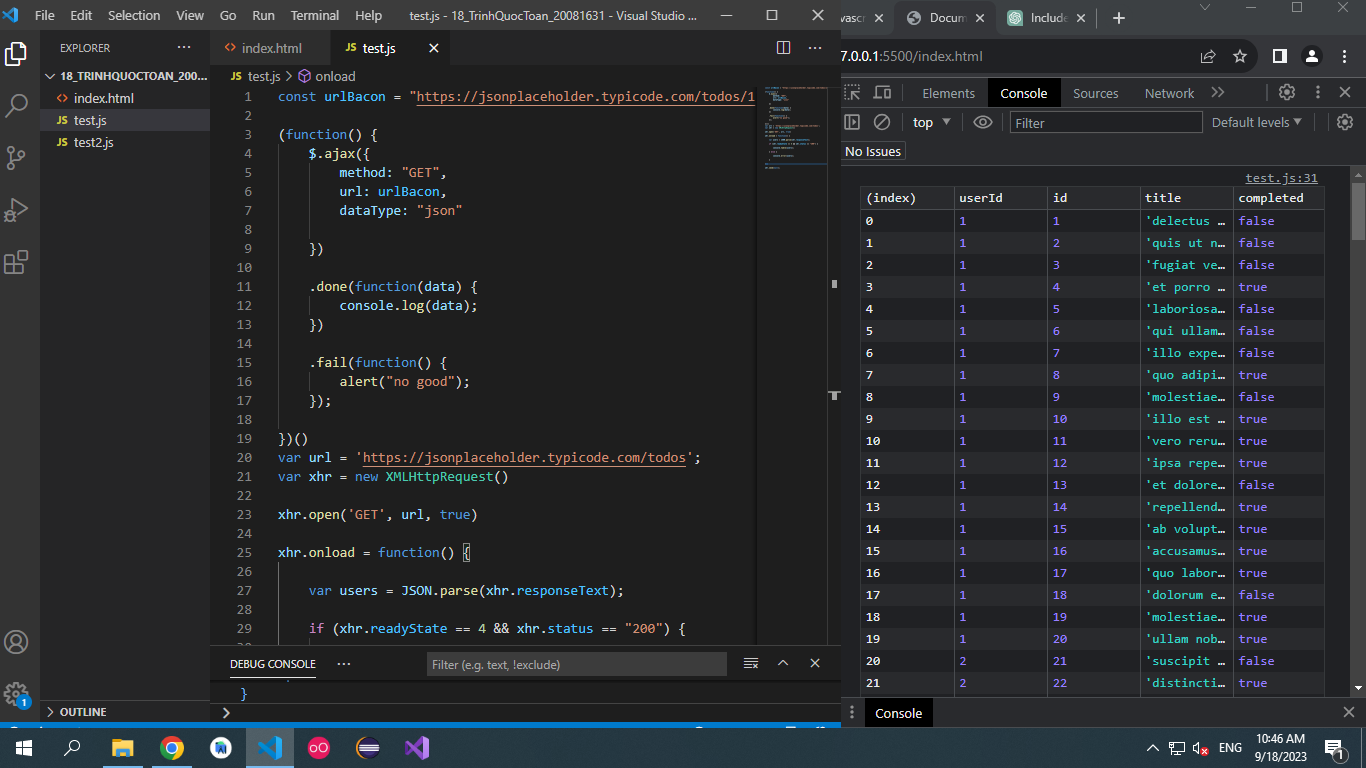 File Edit Selection View Go Run Terminal Help test.js - 18_TrinhQuocToan_20081631 - Visual Studio ...
EXPLORER
18_TRINHQUOCTOAN_200...
index.html
test.js
test2.js
OUTLINE
index.html
JS test.js
JS test.js > onload
1 const urlBacon = "https://jsonplaceholder.typicode.com/todos/1
2
3 (function() {
4 $.ajax({
5 method: "GET",
6 url: urlBacon,
7 dataType: "json"
8
9 })
10
11 .done(function(data) {
12 console.log(data);
13 })
14
15 .fail(function() {
16 alert("no good");
17 });
18
19 })()
20 var url = 'https://jsonplaceholder.typicode.com/todos';
21 var xhr = new XMLHttpRequest()
22
23 xhr.open('GET', url, true)
24
25 xhr.onload = function() {
26
27 var users = JSON.parse(xhr.responseText);
28
29 if (xhr.readyState == 4 && xhr.status == "200") {
DEBUG CONSOLE
Filter (e.g. text, !exclude)
}
1
Docum
Include
7.0.0.1:5500/index.html
Elements Console Sources Network
top Filter Default levels
No Issues
test.js:31
(index) userId id title completed
0 1 1 'delectus … false
1 1 2 'quis ut n… false
2 1 3 'fugiat ve… false
3 1 4 'et porro … true
4 1 5 'laboriosa… false
5 1 6 'qui ullam… false
6 1 7 'illo expe… false
7 1 8 'quo adipi… true
8 1 9 'molestiae… false
9 1 10 'illo est … true
10 1 11 'vero reru… true
11 1 12 'ipsa repe… true
12 1 13 'et dolore… false
13 1 14 'repellend… true
14 1 15 'ab volupt… true
15 1 16 'accusamus… true
16 1 17 'quo labor… true
17 1 18 'dolorum e… false
18 1 19 'molestiae… true
19 1 20 'ullam nob… true
20 2 21 'suscipit … false
21 2 22 'distincti… true
Console
ENG
10:46 AM
9/18/2023
1